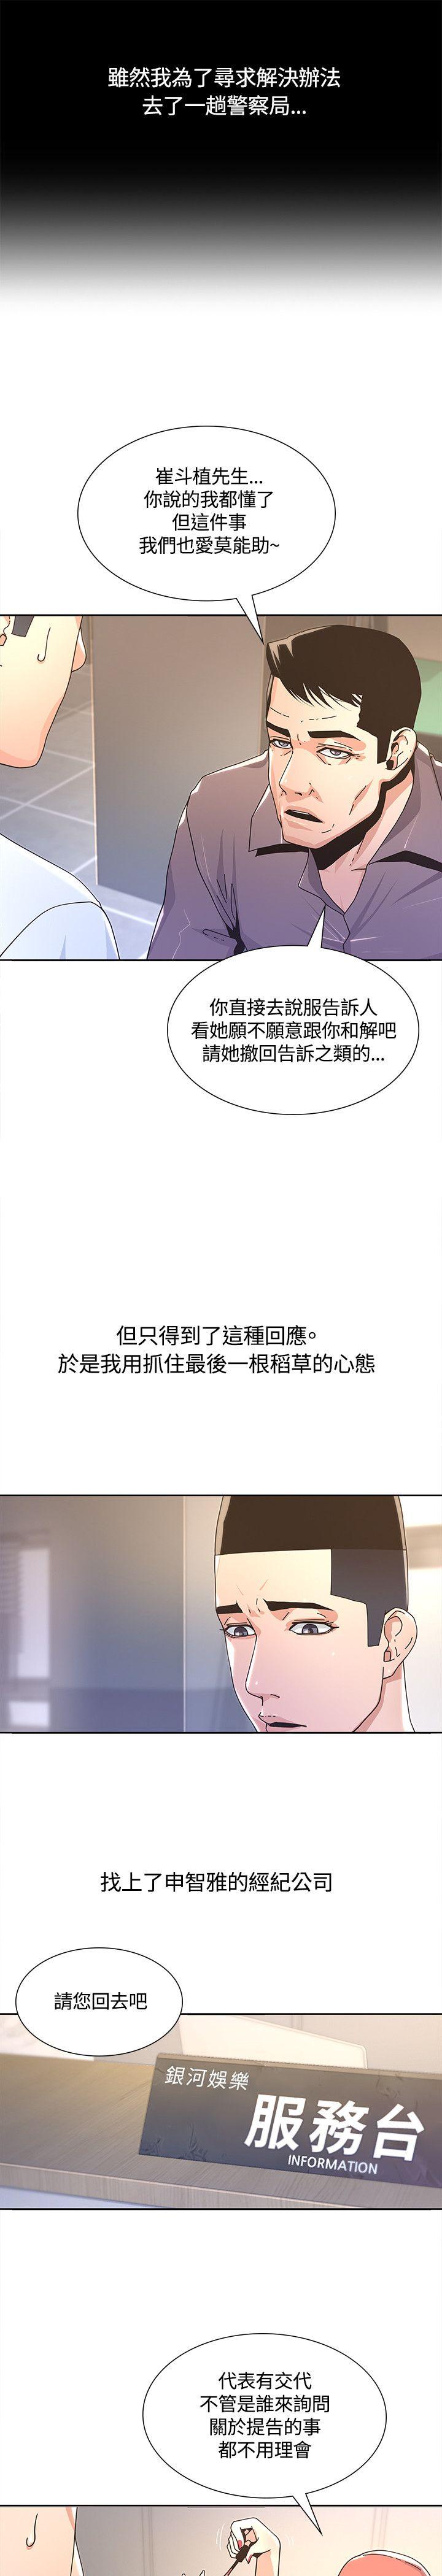 雖然我為了尋求解決辦法
去了一趟警察局...
崔斗植先生...
你說的我都懂了
但這件事
我們也愛莫能助~
你直接去說服告訴人
看她願不願意跟你和解吧
請她撤回告訴之類的...
但只得到了這種回應。
於是我用抓住最後一根稻草的心態
找上了申智雅的經紀公司
請您回去吧
銀河娛樂
服務台
INFORMATION
代表有交代
不管是誰來詢問
關於提告的事
都不用理會